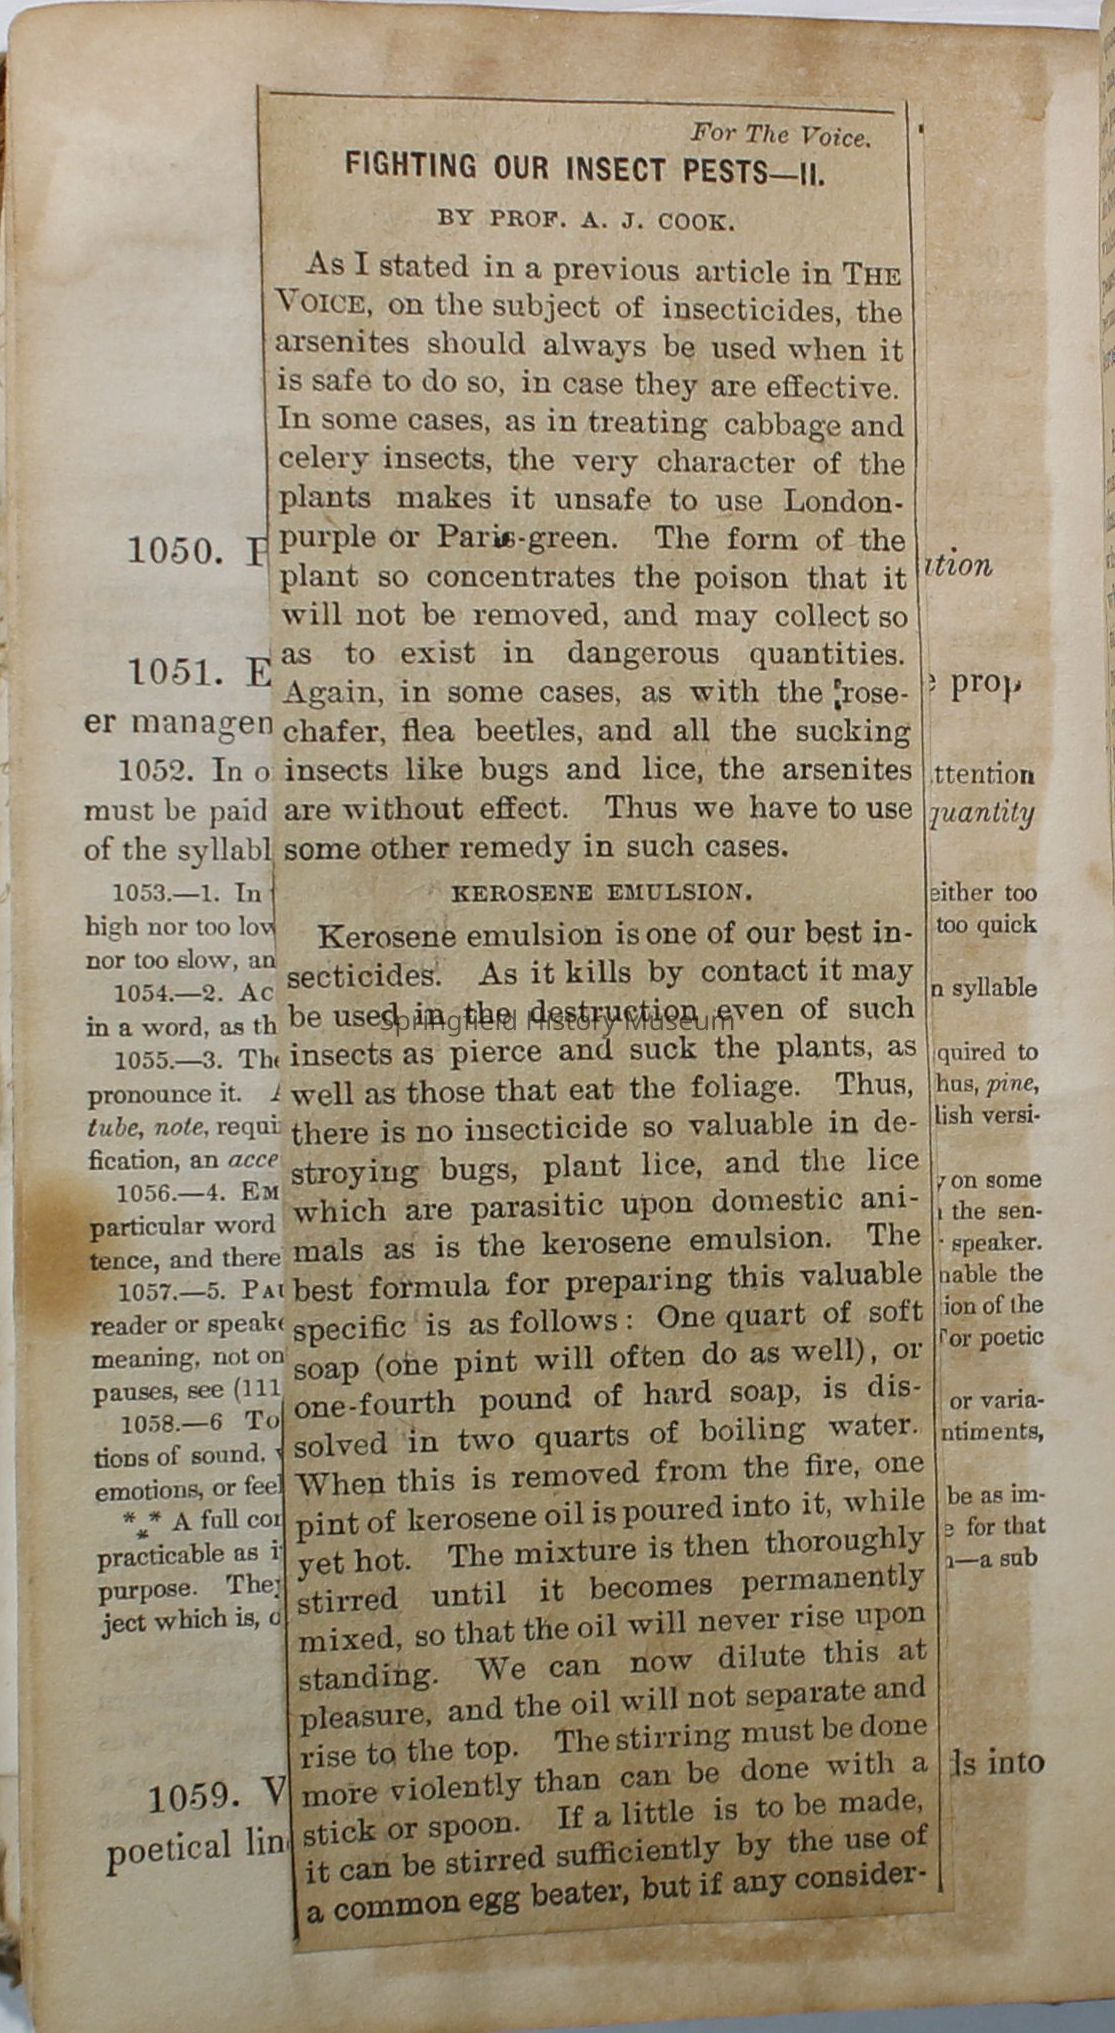 For The Voice.
FIGHTING OUR INSECT PESTS—II.
BY PROF. A. J. COOK.
As I stated in a previous article in THE
VOICE, on the subject of insecticides, the
arsenites should always be used when it
is safe to do so, in case they are effective.
In some cases, as in treating cabbage and
celery insects, the very character of the
plants makes it unsafe to use London-
purple or Paris-green. The form of the
plant so concentrates the poison that it
will not be removed, and may collect so
as to exist in dangerous quantities.
Again, in some cases, as with the rose-
chafer, flea beetles, and all the sucking
insects like bugs and lice, the arsenites
are without effect. Thus we have to use
some other remedy in such cases.
KEROSENE EMULSION.
Kerosene emulsion is one of our best in-
secticides. As it kills by contact it may
be used in the destruction even of such
insects as pierce and suck the plants, as
well as those that eat the foliage. Thus,
there is no insecticide so valuable in de-
stroying bugs, plant lice, and the lice
which are parasitic upon domestic ani-
mals as is the kerosene emulsion. The
best formula for preparing this valuable
specific is as follows: One quart of soft
soap (one pint will often do as well), or
one-fourth pound of hard soap, is dis-
solved in two quarts of boiling water.
When this is removed from the fire, one
pint of kerosene oil is poured into it, while
yet hot. The mixture is then thoroughly
stirred until it becomes permanently
mixed, so that the oil will never rise upon
standing. We can now dilute this at
pleasure, and the oil will not separate and
rise to the top. The stirring must be done
more violently than can be done with a
stick or spoon. If a little is to be made,
it can be stirred sufficiently by the use of
a common egg beater, but if any consider-
Springfield History Museum
1050.
1051. E
er managen
1052. In o
must be paid
of the syllabl
1053.—1. In
high nor too low
nor too slow, an
1054.—2. Ac
in a word, as th
1055.—3. The
pronounce it.
tube, note, requi
fication, an acce
1056.—4. EM
particular word
tence, and there
1057.—5. PAU
reader or speake
meaning, not on
pauses, see (111
1058.—6 To
tions of sound,
emotions, or feel
*** A full cor
practicable as i
purpose. They
ject which is, o
1059. V
poetical lin
ition
prop
ttention
quantity
either too
too quick
n syllable
quired to
hus, pine,
lish versi-
on some
the sen-
speaker.
nable the
ion of the
or poetic
or varia-
ntiments,
be as im-
for that
—a sub
ls into